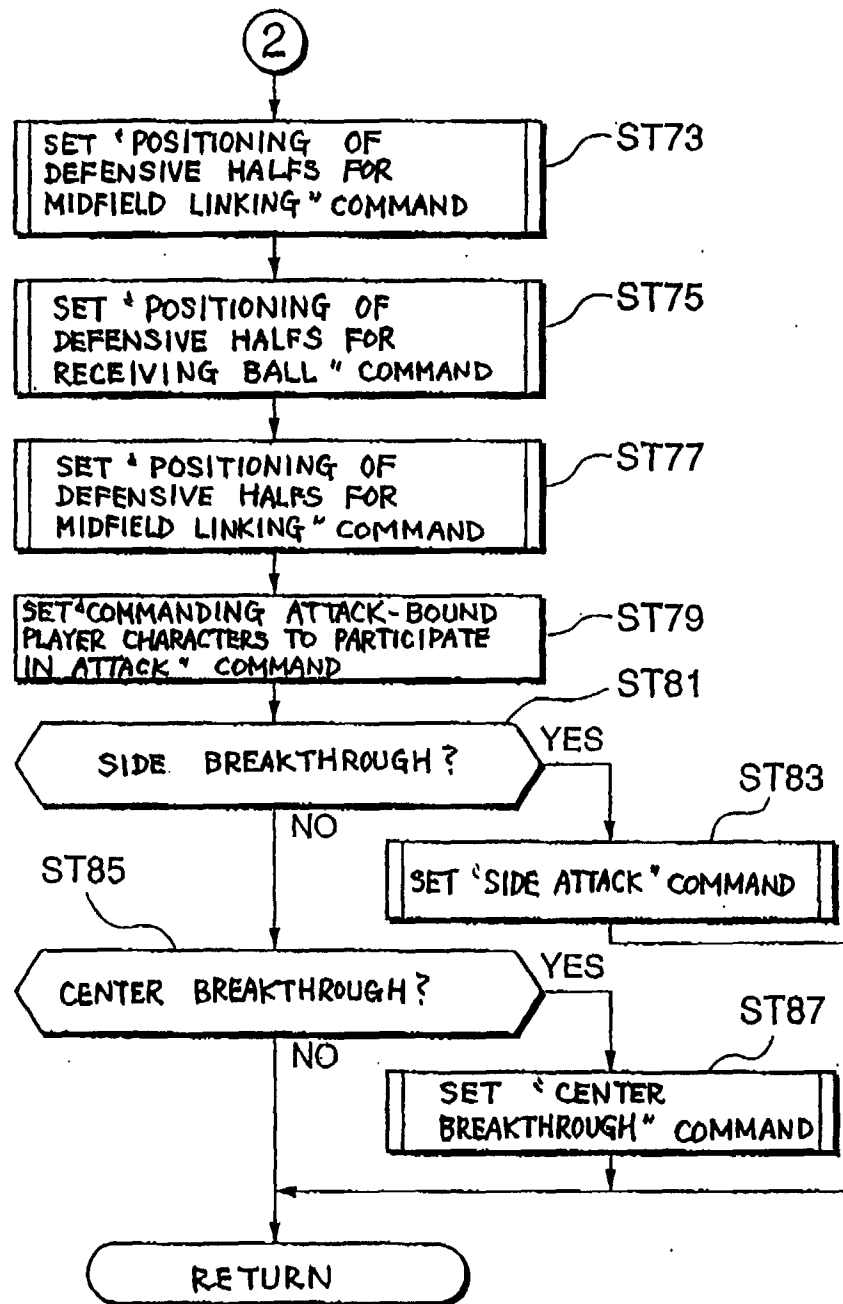 2
SET "POSITIONING OF
DEFENSIVE HALFS FOR
MIDFIELD LINKING" COMMAND
ST73
SET "POSITIONING OF
DEFENSIVE HALFS FOR
RECEIVING BALL" COMMAND
ST75
SET "POSITIONING OF
DEFENSIVE HALFS FOR
MIDFIELD LINKING" COMMAND
ST77
SET "COMMANDING ATTACK-BOUND
PLAYER CHARACTERS TO PARTICIPATE
IN ATTACK" COMMAND
ST79
ST81
SIDE BREAKTHROUGH?
YES
NO
ST83
SET "SIDE ATTACK" COMMAND
ST85
CENTER BREAKTHROUGH?
YES
NO
ST87
SET "CENTER
BREAKTHROUGH" COMMAND
RETURN